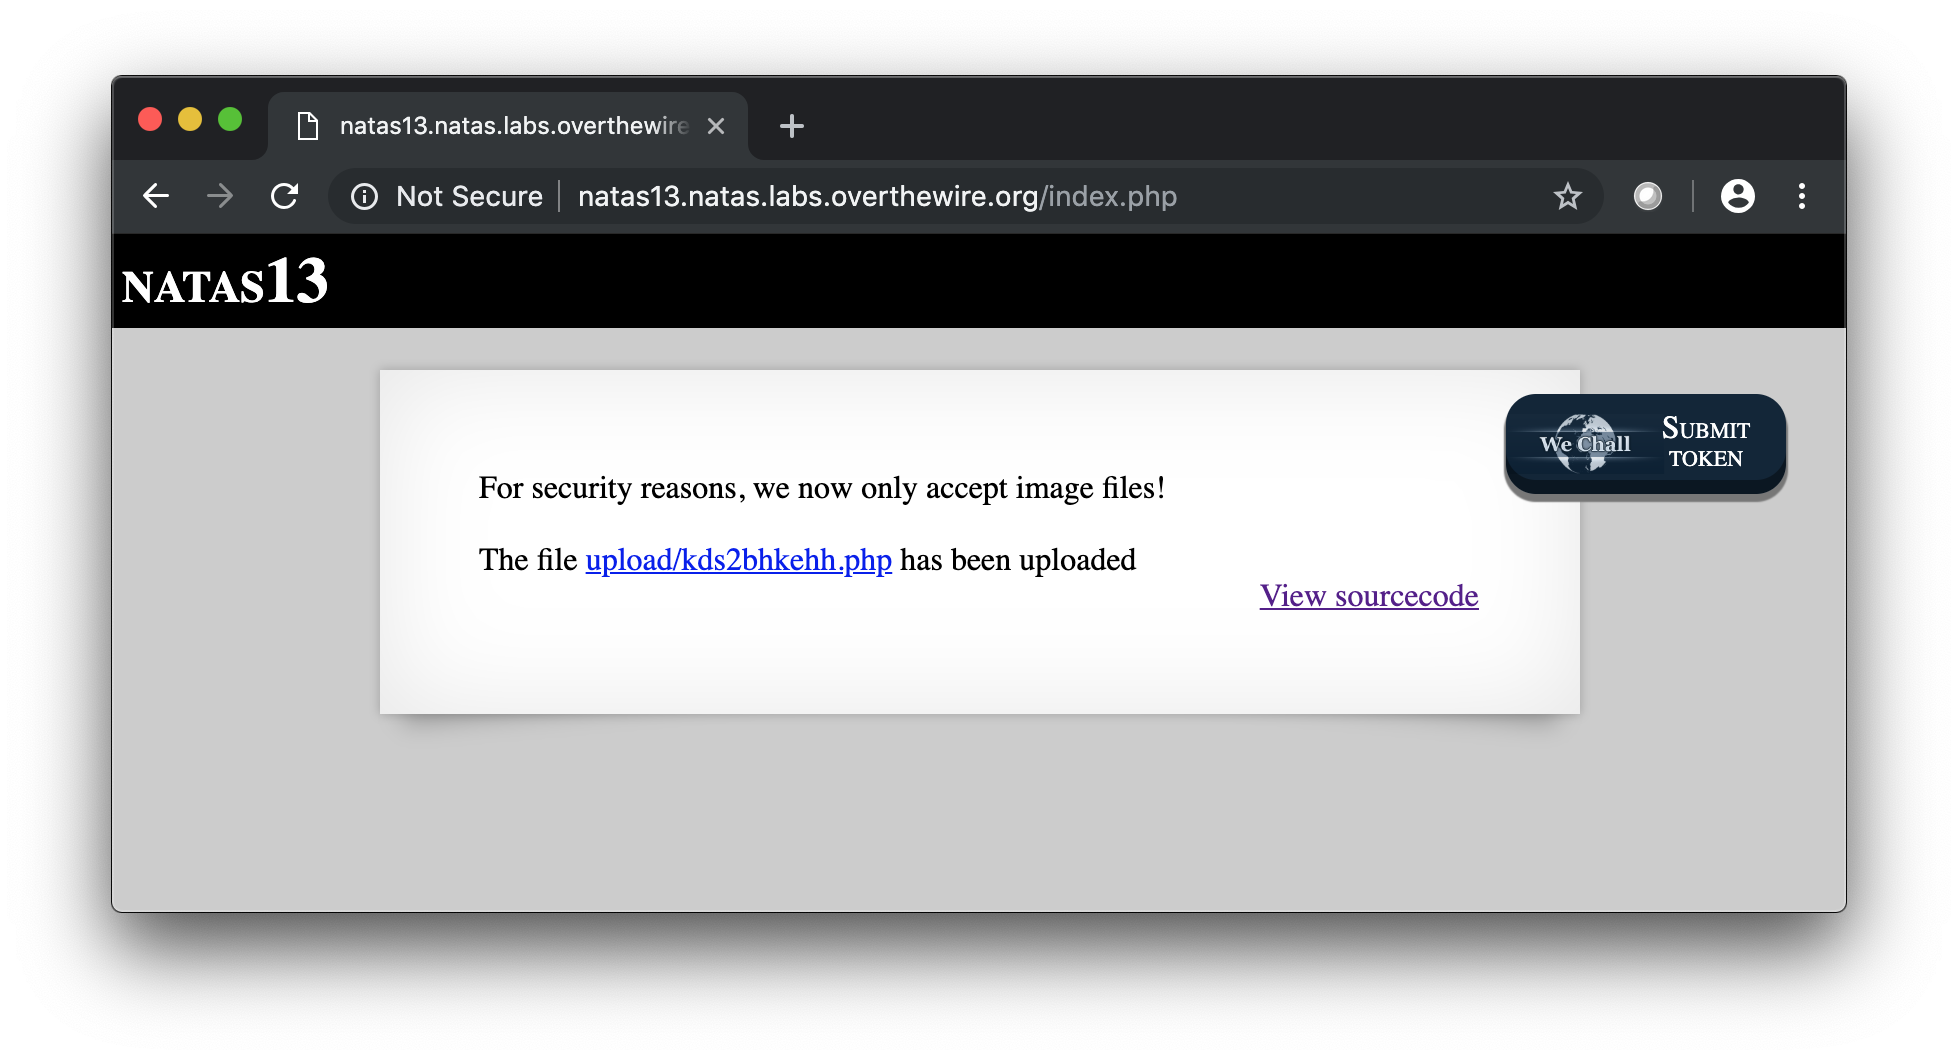 natas13.natas.labs.overthewire
Not Secure natas13.natas.labs.overthewire.org/index.php
NATAS13
We Chall
SUBMIT
TOKEN
For security reasons, we now only accept image files!
The file upload/kds2bhkehh.php has been uploaded
View sourcecode